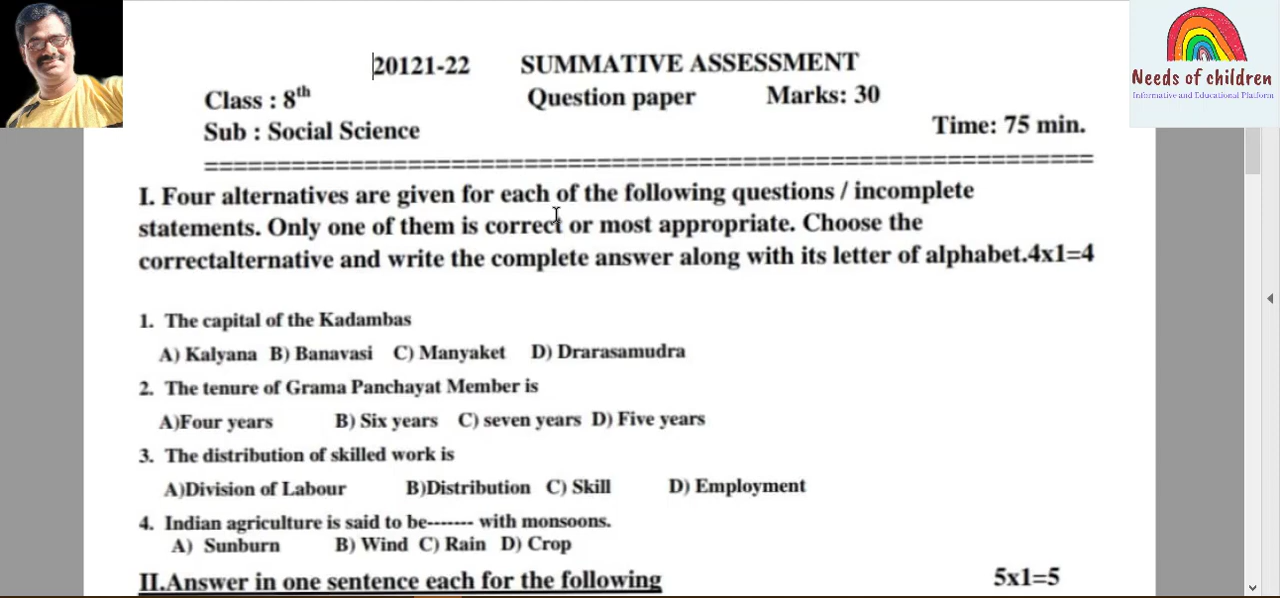 20121-22 SUMMATIVE ASSESSMENT
Class : 8th Question paper Marks: 30
Sub : Social Science Time: 75 min.
==============================================================
I. Four alternatives are given for each of the following questions / incomplete
statements. Only one of them is correct or most appropriate. Choose the
correctalternative and write the complete answer along with its letter of alphabet.4x1=4
1. The capital of the Kadambas
A) Kalyana B) Banavasi C) Manyaket D) Drarasamudra
2. The tenure of Grama Panchayat Member is
A)Four years B) Six years C) seven years D) Five years
3. The distribution of skilled work is
A)Division of Labour B)Distribution C) Skill D) Employment
4. Indian agriculture is said to be------- with monsoons.
A) Sunburn B) Wind C) Rain D) Crop
II.Answer in one sentence each for the following 5x1=5
Needs of children
Informative and Educational Platform